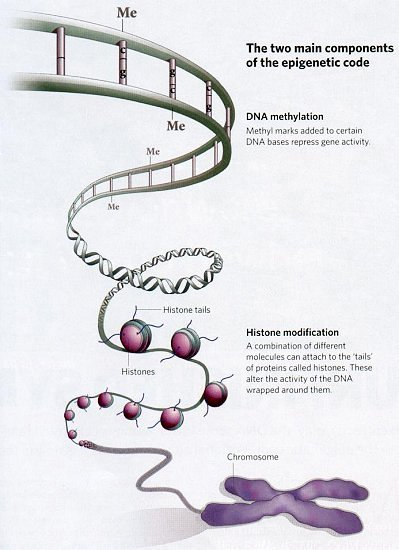 Me
The two main components
of the epigenetic code
DNA methylation
Methyl marks added to certain
DNA bases repress gene activity.
Me
Me
Me
Histone tails
Histone modification
A combination of different
molecules can attach to the ‘tails’
of proteins called histones. These
alter the activity of the DNA
wrapped around them.
Histones
Chromosome